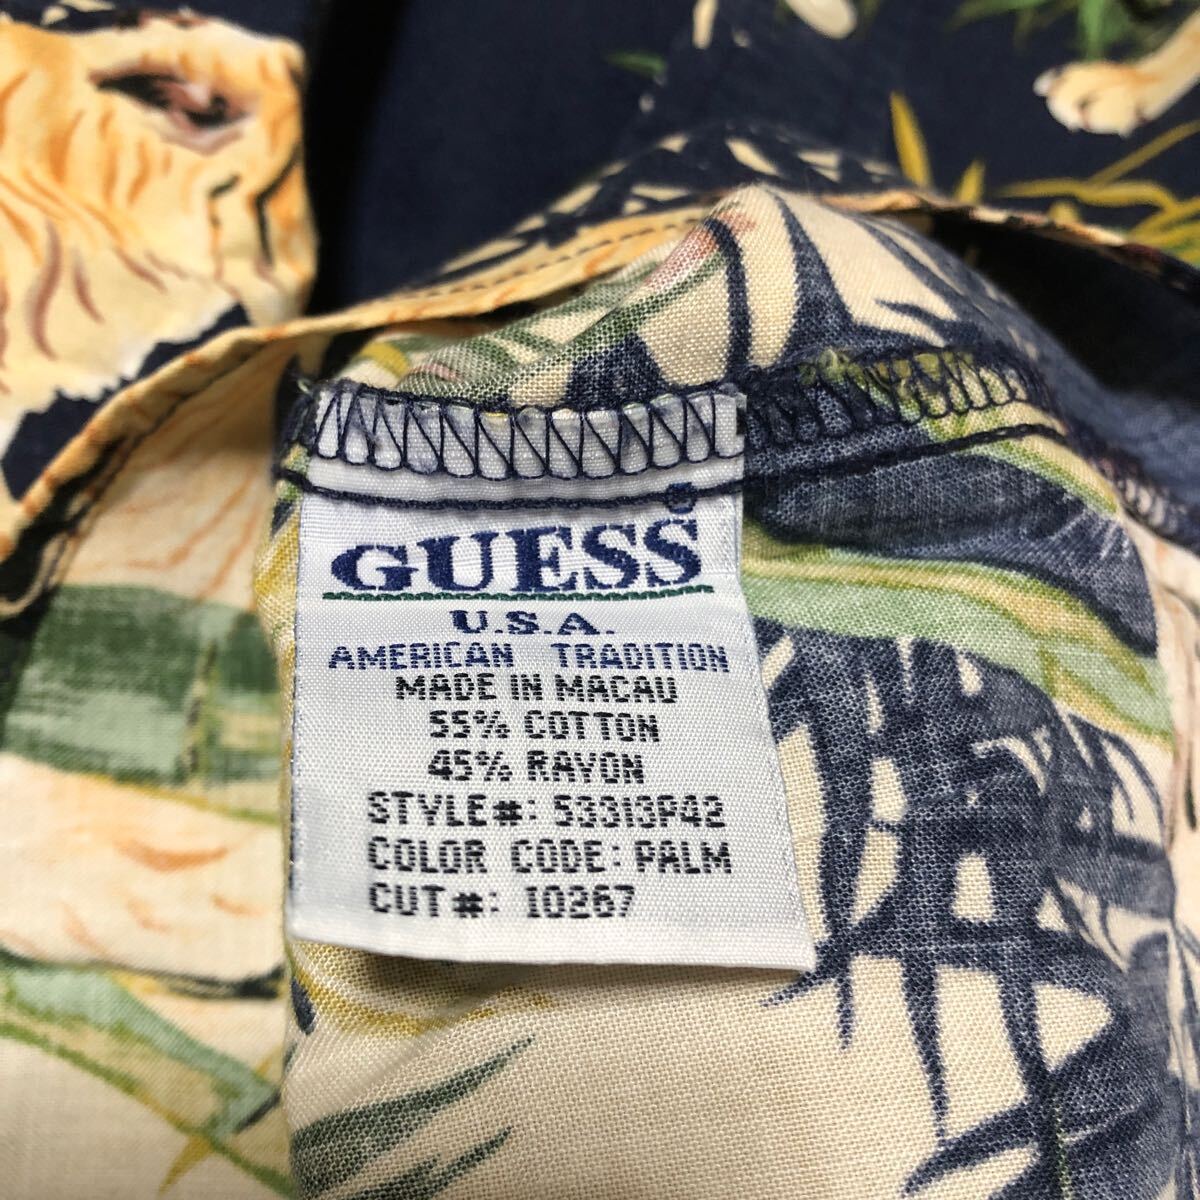 GUESS®
U.S.A.
AMERICAN TRADITION
MADE IN MACAU
55% COTTON
45% RAYON
STYLE#: 53313P42
COLOR CODE: PALM
CUT#: 10267